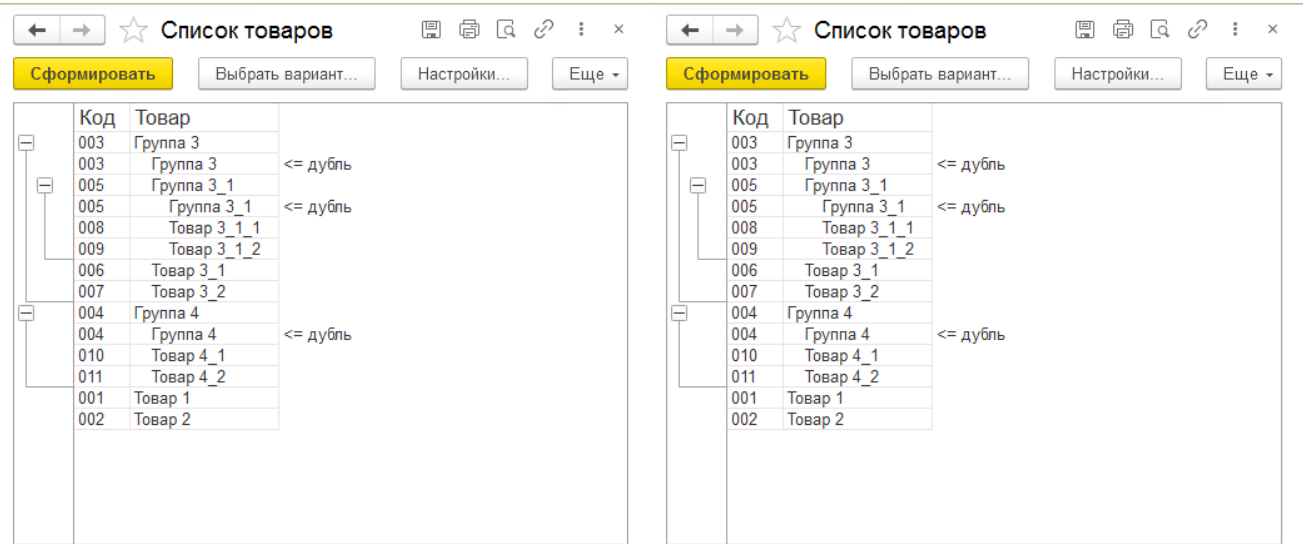 Список товаров
Сформировать Выбрать вариант... Настройки... Еще
Код Товар
003 Группа 3
003 Группа 3 <= дубль
005 Группа 3_1
005 Группа 3_1 <= дубль
008 Товар 3_1_1
009 Товар 3_1_2
006 Товар 3_1
007 Товар 3_2
004 Группа 4
004 Группа 4 <= дубль
010 Товар 4_1
011 Товар 4_2
001 Товар 1
002 Товар 2
Список товаров
Сформировать Выбрать вариант... Настройки... Еще
Код Товар
003 Группа 3
003 Группа 3 <= дубль
005 Группа 3_1
005 Группа 3_1 <= дубль
008 Товар 3_1_1
009 Товар 3_1_2
006 Товар 3_1
007 Товар 3_2
004 Группа 4
004 Группа 4 <= дубль
010 Товар 4_1
011 Товар 4_2
001 Товар 1
002 Товар 2